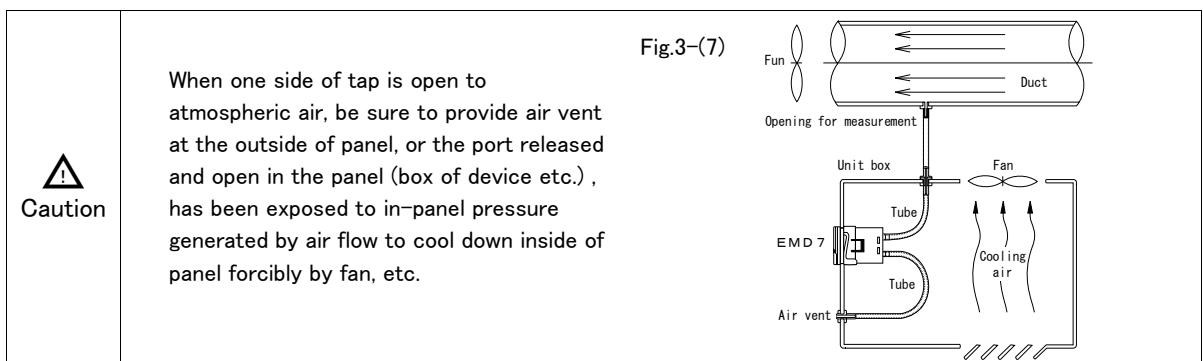 Caution
When one side of tap is open to
atmospheric air, be sure to provide air vent
at the outside of panel, or the port released
and open in the panel (box of device etc.) ,
has been exposed to in-panel pressure
generated by air flow to cool down inside of
panel forcibly by fan, etc.
Fig.3-(7)
Fun
Duct
Opening for measurement
Unit box
Fan
Tube
EMD7
Cooling
air
Tube
Air vent